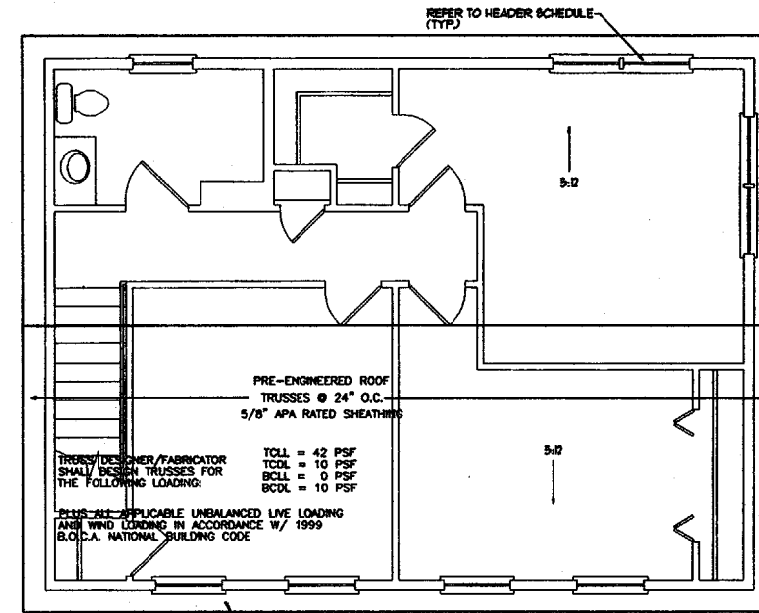 REFER TO HEADER SCHEDULE
(TYP.)
5:12
PRE-ENGINEERED ROOF
TRUSSES @ 24" O.C.
5/8" APA RATED SHEATHING
TRUSS DESIGNER/FABRICATOR
SHALL DESIGN TRUSSES FOR
THE FOLLOWING LOADING:
TCLL = 42 PSF
TCDL = 10 PSF
BCLL = 0 PSF
BCDL = 10 PSF
5:12
PLUS ALL APPLICABLE UNBALANCED LIVE LOADING
AND WIND LOADING IN ACCORDANCE W/ 1999
B.O.C.A. NATIONAL BUILDING CODE